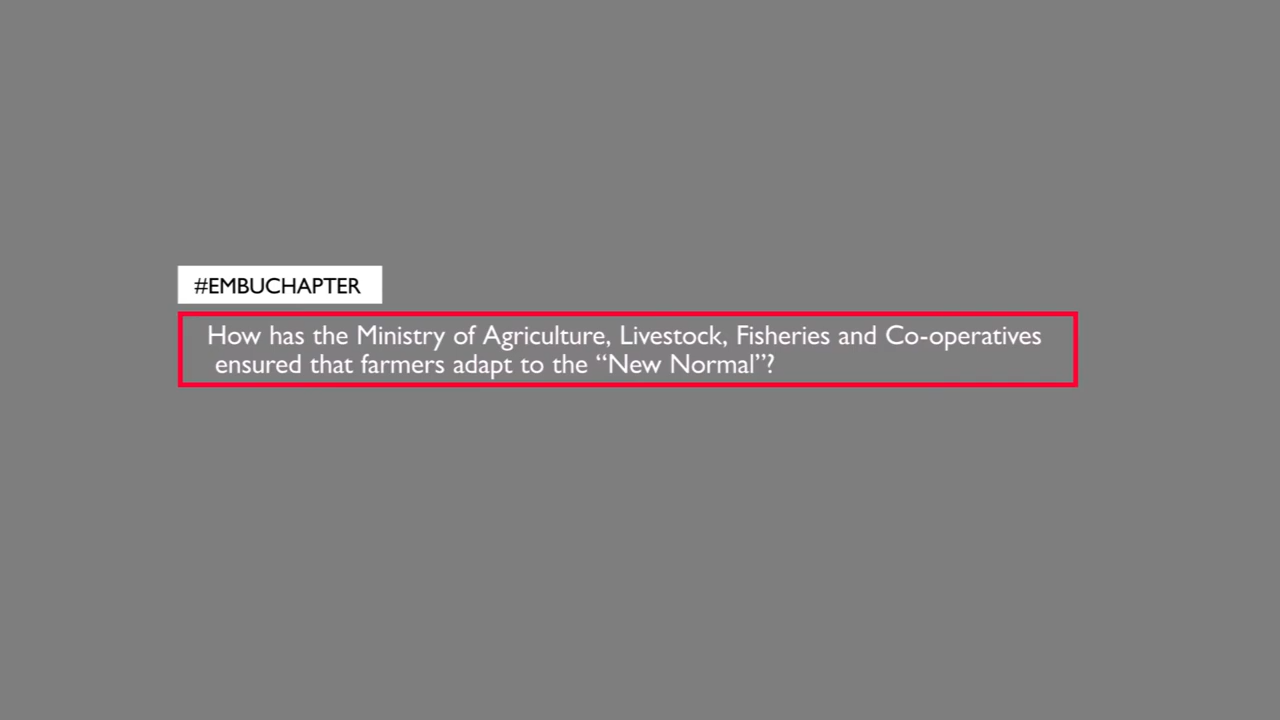 #EMBUCHAPTER
How has the Ministry of Agriculture, Livestock, Fisheries and Co-operatives
ensured that farmers adapt to the “New Normal”?